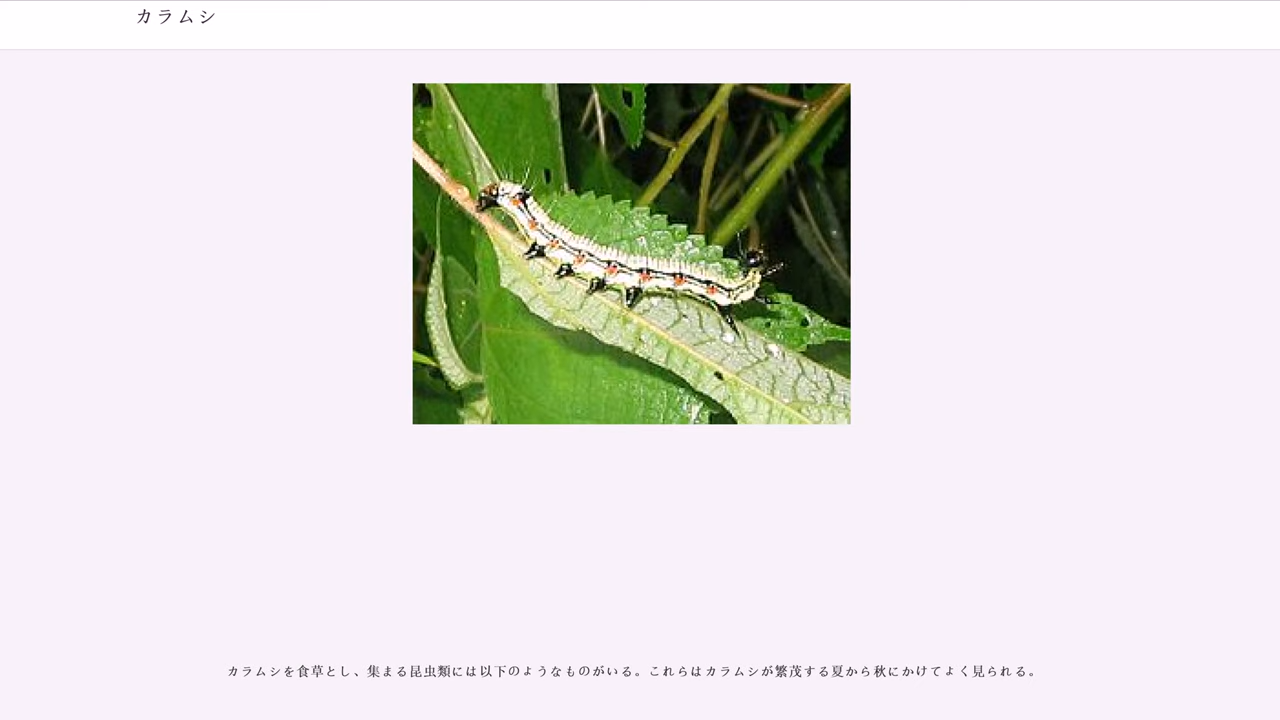 カラムシ
カラムシを食草とし、集まる昆虫類には以下のようなものがいる。これらはカラムシが繁茂する夏から秋にかけてよく見られる。